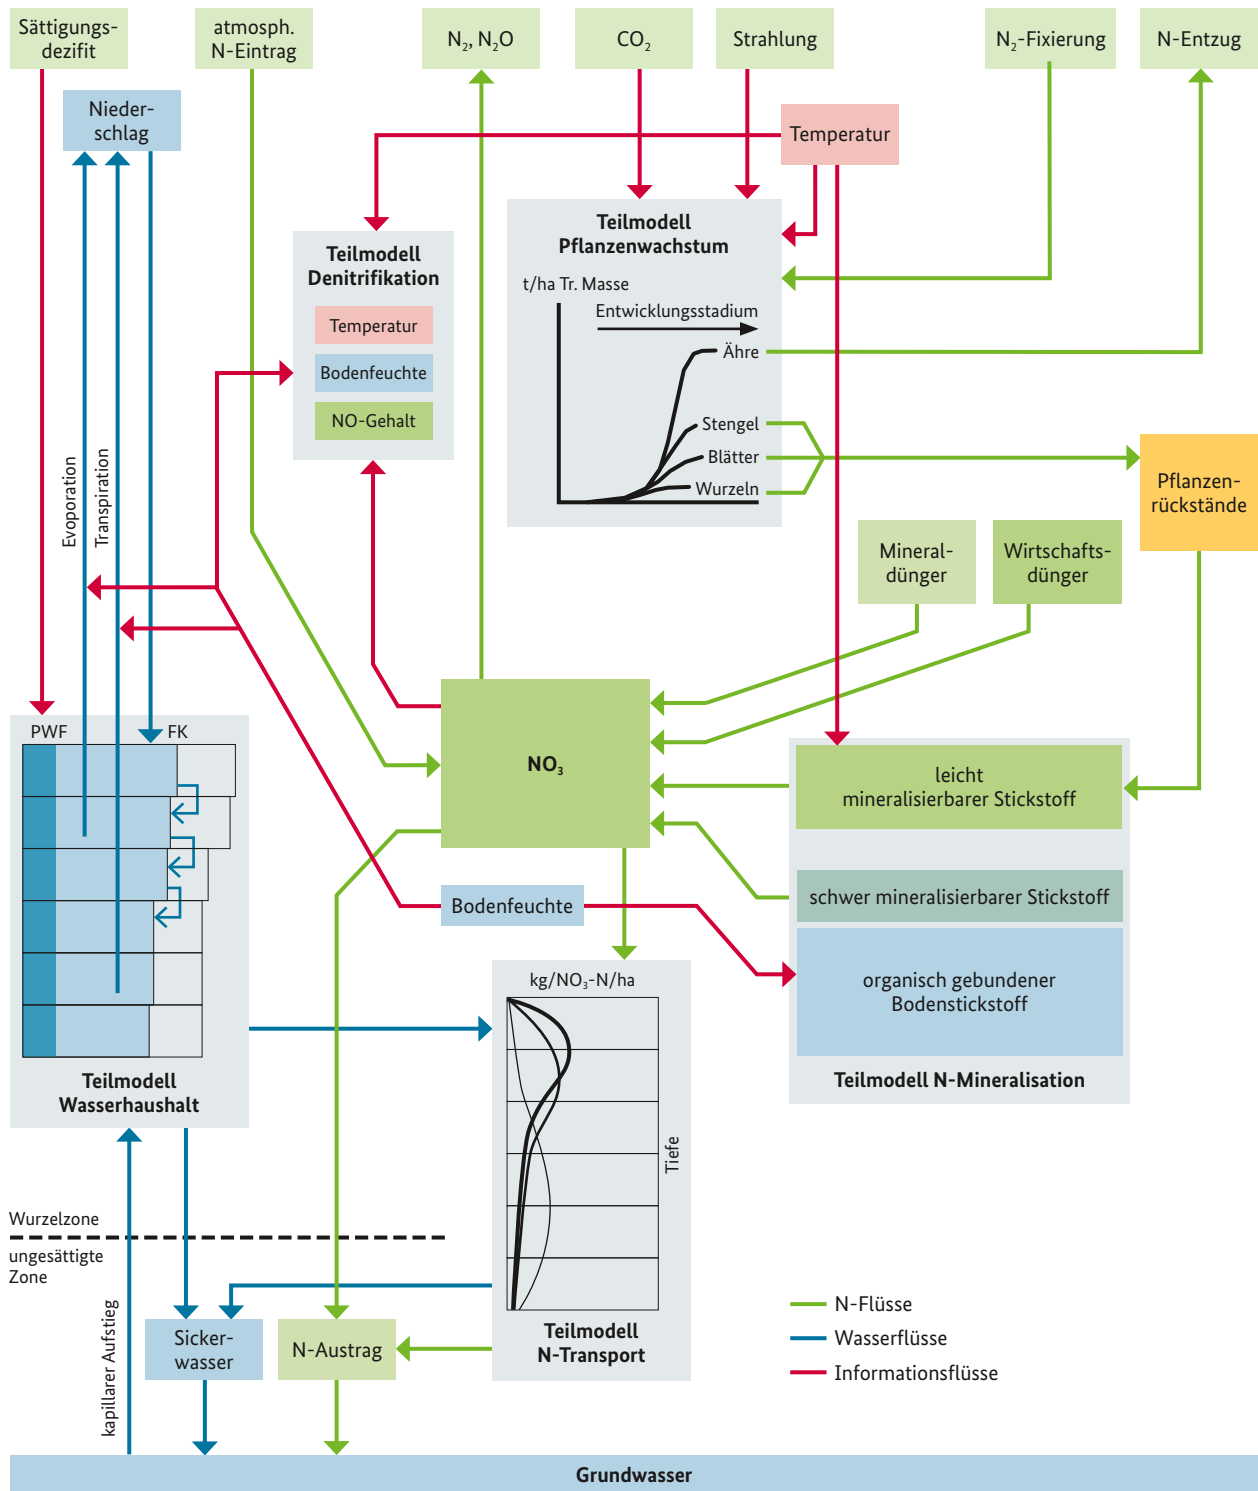 Sättigungs-
dezifit
atmosph.
N-Eintrag
N₂, N₂O
CO₂
Strahlung
N₂-Fixierung
N-Entzug
Nieder-
schlag
Temperatur
Teilmodell
Pflanzenwachstum
t/ha Tr. Masse
Entwicklungsstadium
Ähre
Stengel
Blätter
Wurzeln
Teilmodell
Denitrifikation
Temperatur
Bodenfeuchte
NO-Gehalt
Evoporation
Transpiration
Pflanzen-
rückstände
Mineral-
dünger
Wirtschafts-
dünger
NO₃
PWF
FK
leicht
mineralisierbarer Stickstoff
schwer mineralisierbarer Stickstoff
organisch gebundener
Bodenstickstoff
Teilmodell N-Mineralisation
Bodenfeuchte
kg/NO₃-N/ha
Tiefe
Teilmodell
Wasserhaushalt
Wurzelzone
ungesättigte
Zone
kapillarer Aufstieg
Sicker-
wasser
N-Austrag
Teilmodell
N-Transport
N-Flüsse
Wasserflüsse
Informationsflüsse
Grundwasser